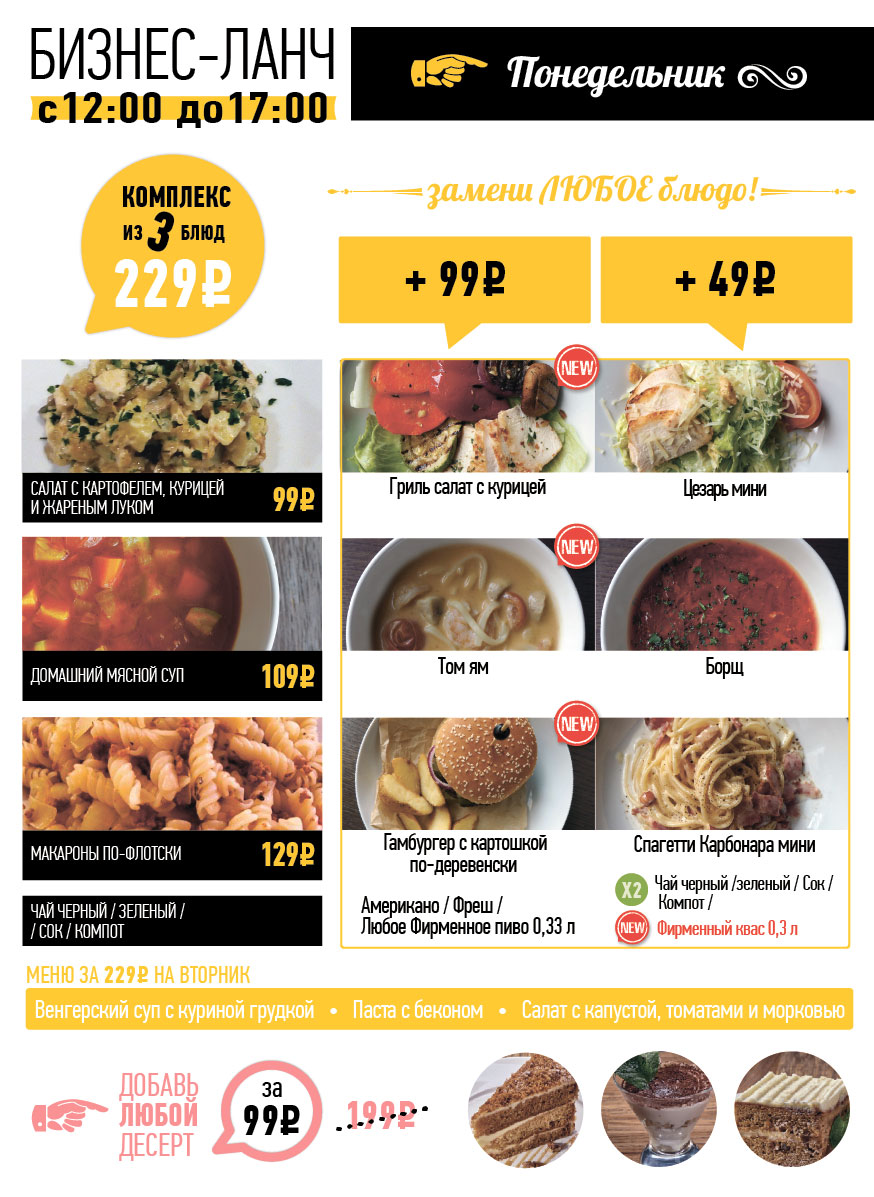 БИЗНЕС-ЛАНЧ
с 12:00 до 17:00
Понедельник
КОМПЛЕКС
ИЗ 3 БЛЮД
229₽
замени ЛЮБОЕ блюдо!
+ 99₽
+ 49₽
САЛАТ С КАРТОФЕЛЕМ, КУРИЦЕЙ
И ЖАРЕНЫМ ЛУКОМ
99₽
NEW
Гриль салат с курицей
Цезарь мини
ДОМАШНИЙ МЯСНОЙ СУП
109₽
NEW
Том ям
Борщ
МАКАРОНЫ ПО-ФЛОТСКИ
129₽
NEW
Гамбургер с картошкой
по-деревенски
Спагетти Карбонара мини
ЧАЙ ЧЕРНЫЙ / ЗЕЛЕНЫЙ /
/ СОК / КОМПОТ
Американо / Фреш /
Любое Фирменное пиво 0,33 л
X2
Чай черный /зеленый / Сок /
Компот /
NEW
Фирменный квас 0,3 л
МЕНЮ ЗА 229₽ НА ВТОРНИК
Венгерский суп с куриной грудкой • Паста с беконом • Салат с капустой, томатами и морковью
ДОБАВЬ
ЛЮБОЙ
ДЕСЕРТ
за
99₽
199₽